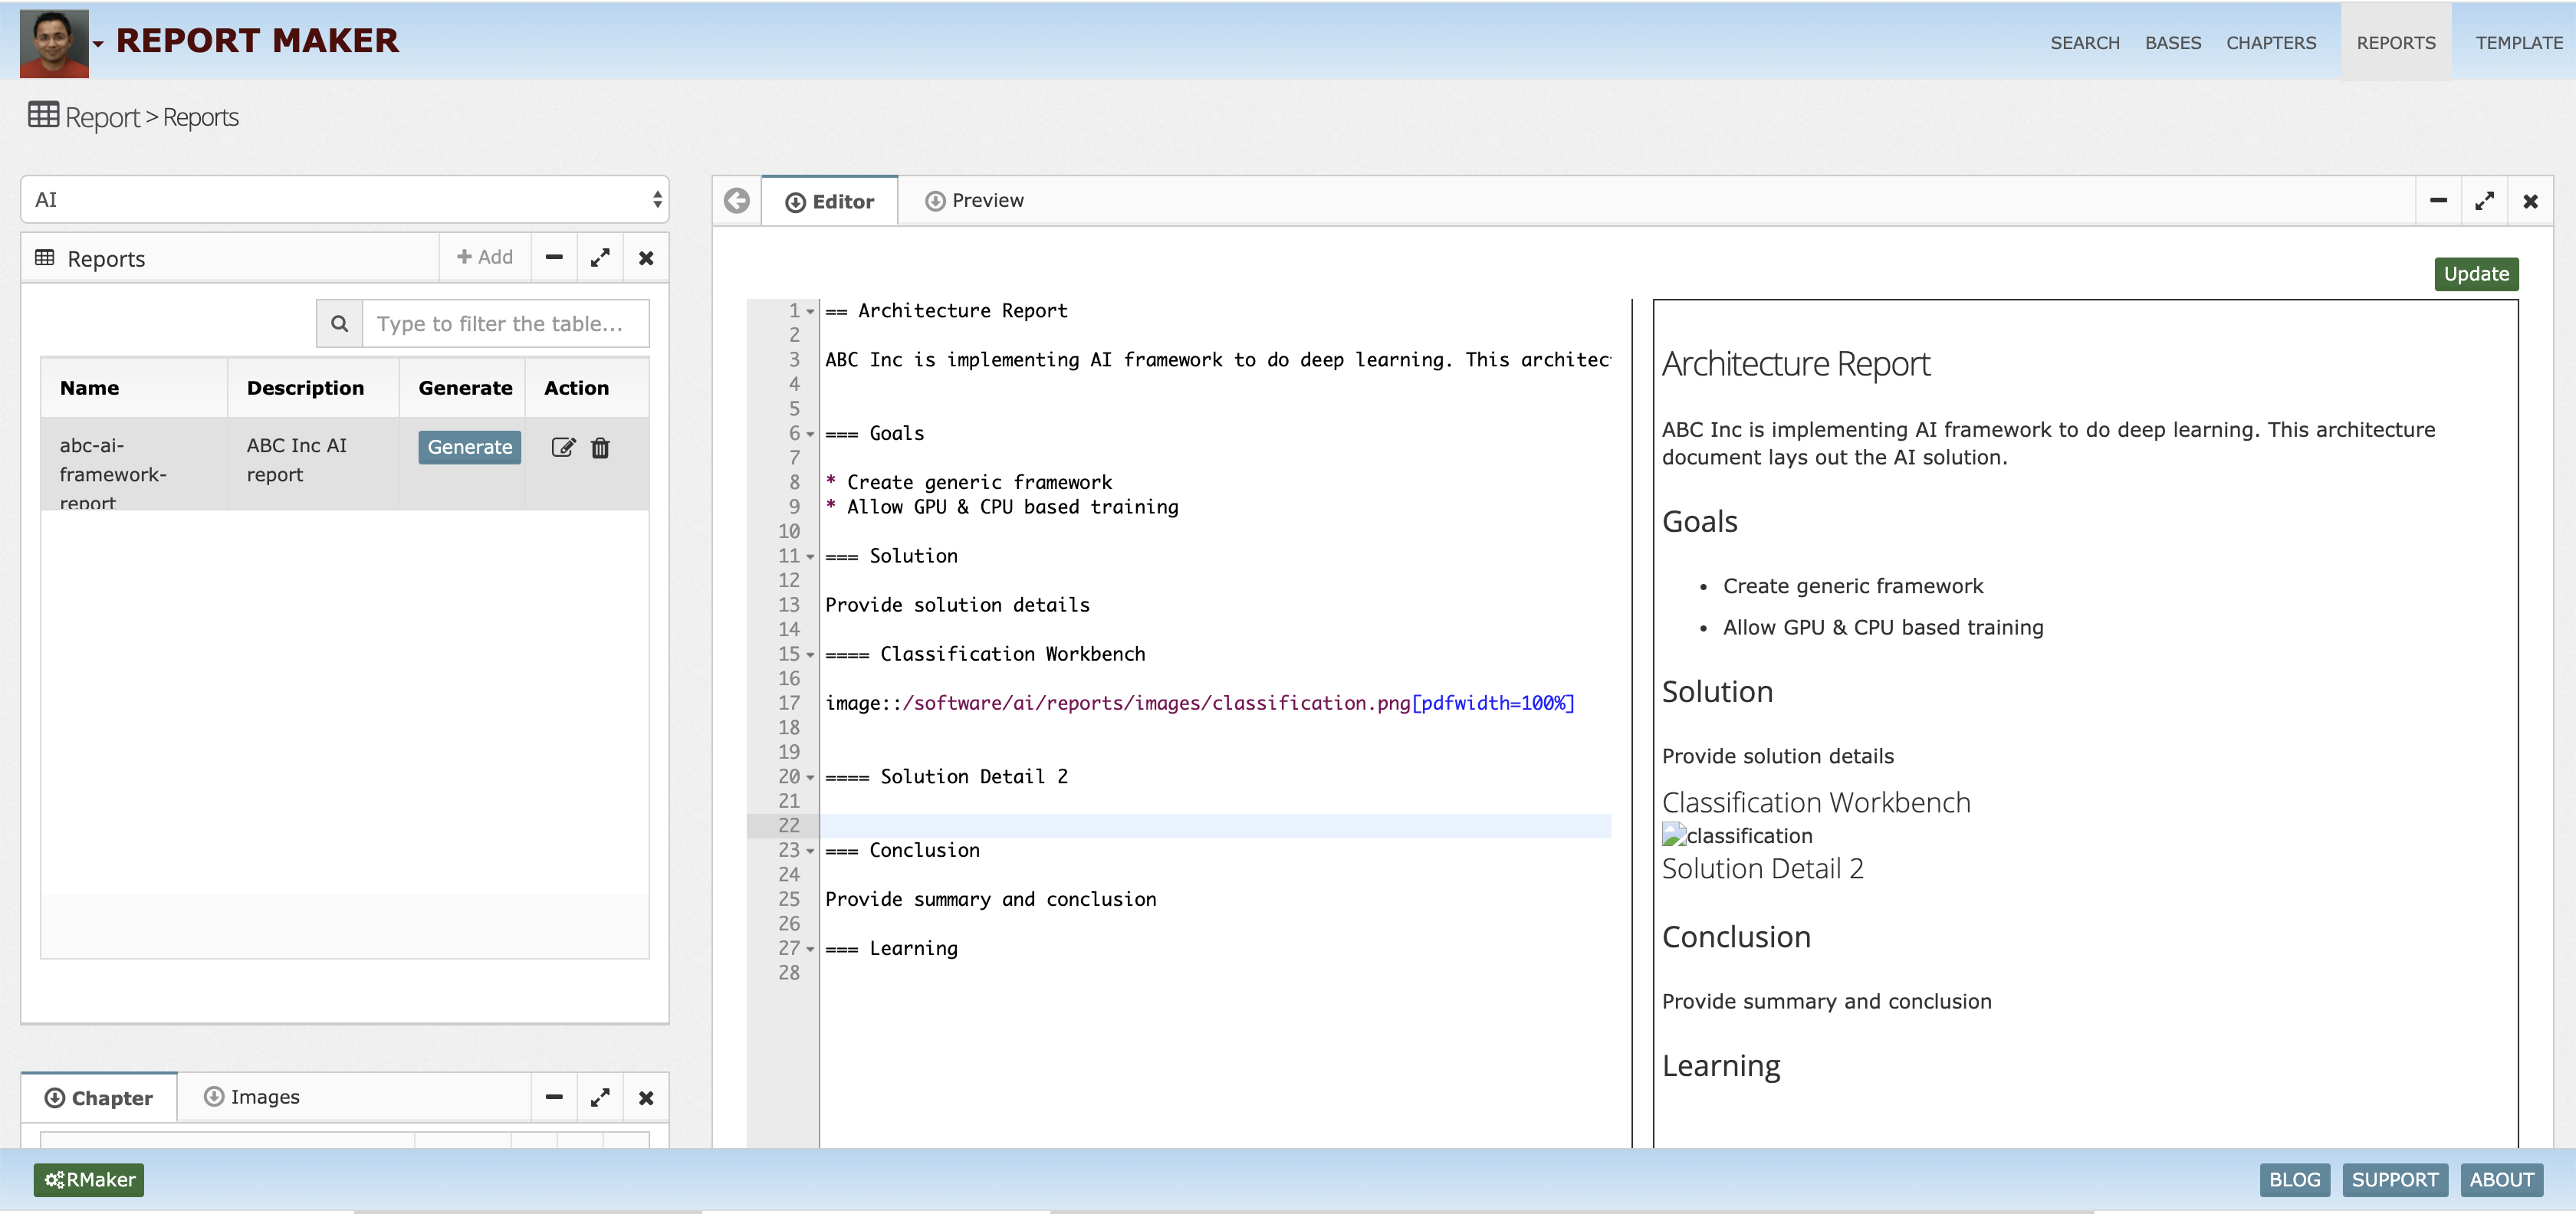 REPORT MAKER
SEARCH BASES CHAPTERS REPORTS TEMPLATE
Report > Reports
AI
Reports
Add
Type to filter the table...
Name Description Generate Action
abc-ai-
framework-
report
ABC Inc AI
report
Generate
Chapter Images
Editor Preview
Update
1 == Architecture Report
2
3 ABC Inc is implementing AI framework to do deep learning. This architec
4
5
6 === Goals
7
8 * Create generic framework
9 * Allow GPU & CPU based training
10
11 === Solution
12
13 Provide solution details
14
15 ==== Classification Workbench
16
17 image::/software/ai/reports/images/classification.png[pdfwidth=100%]
18
19
20 ==== Solution Detail 2
21
22
23 === Conclusion
24
25 Provide summary and conclusion
26
27 === Learning
28
Architecture Report
ABC Inc is implementing AI framework to do deep learning. This architecture
document lays out the AI solution.
Goals
• Create generic framework
• Allow GPU & CPU based training
Solution
Provide solution details
Classification Workbench
classification
Solution Detail 2
Conclusion
Provide summary and conclusion
Learning
RMaker
BLOG SUPPORT ABOUT